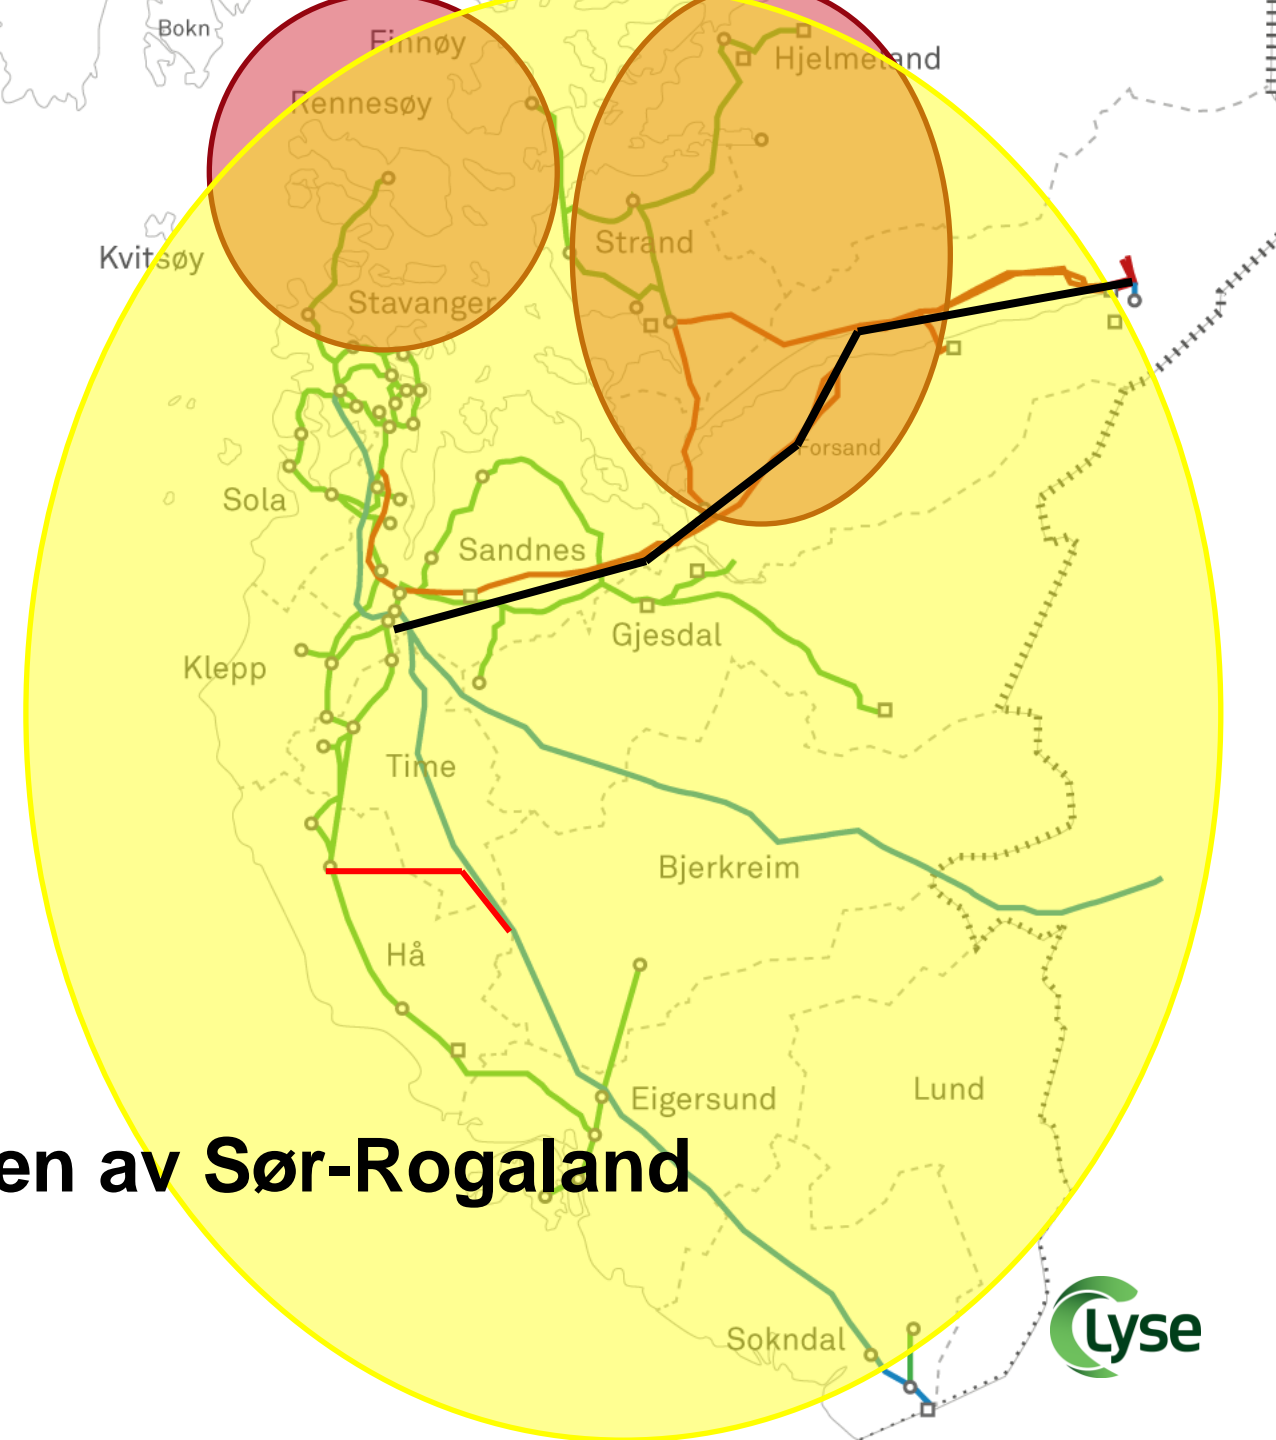 Bokn
Finnøy
Hjelmeland
Rennesøy
Strand
Kvitsøy
Stavanger
Forsand
Sola
Sandnes
Gjesdal
Klepp
Time
Bjerkreim
Hå
Eigersund
Lund
en av Sør-Rogaland
Sokndal
Lyse